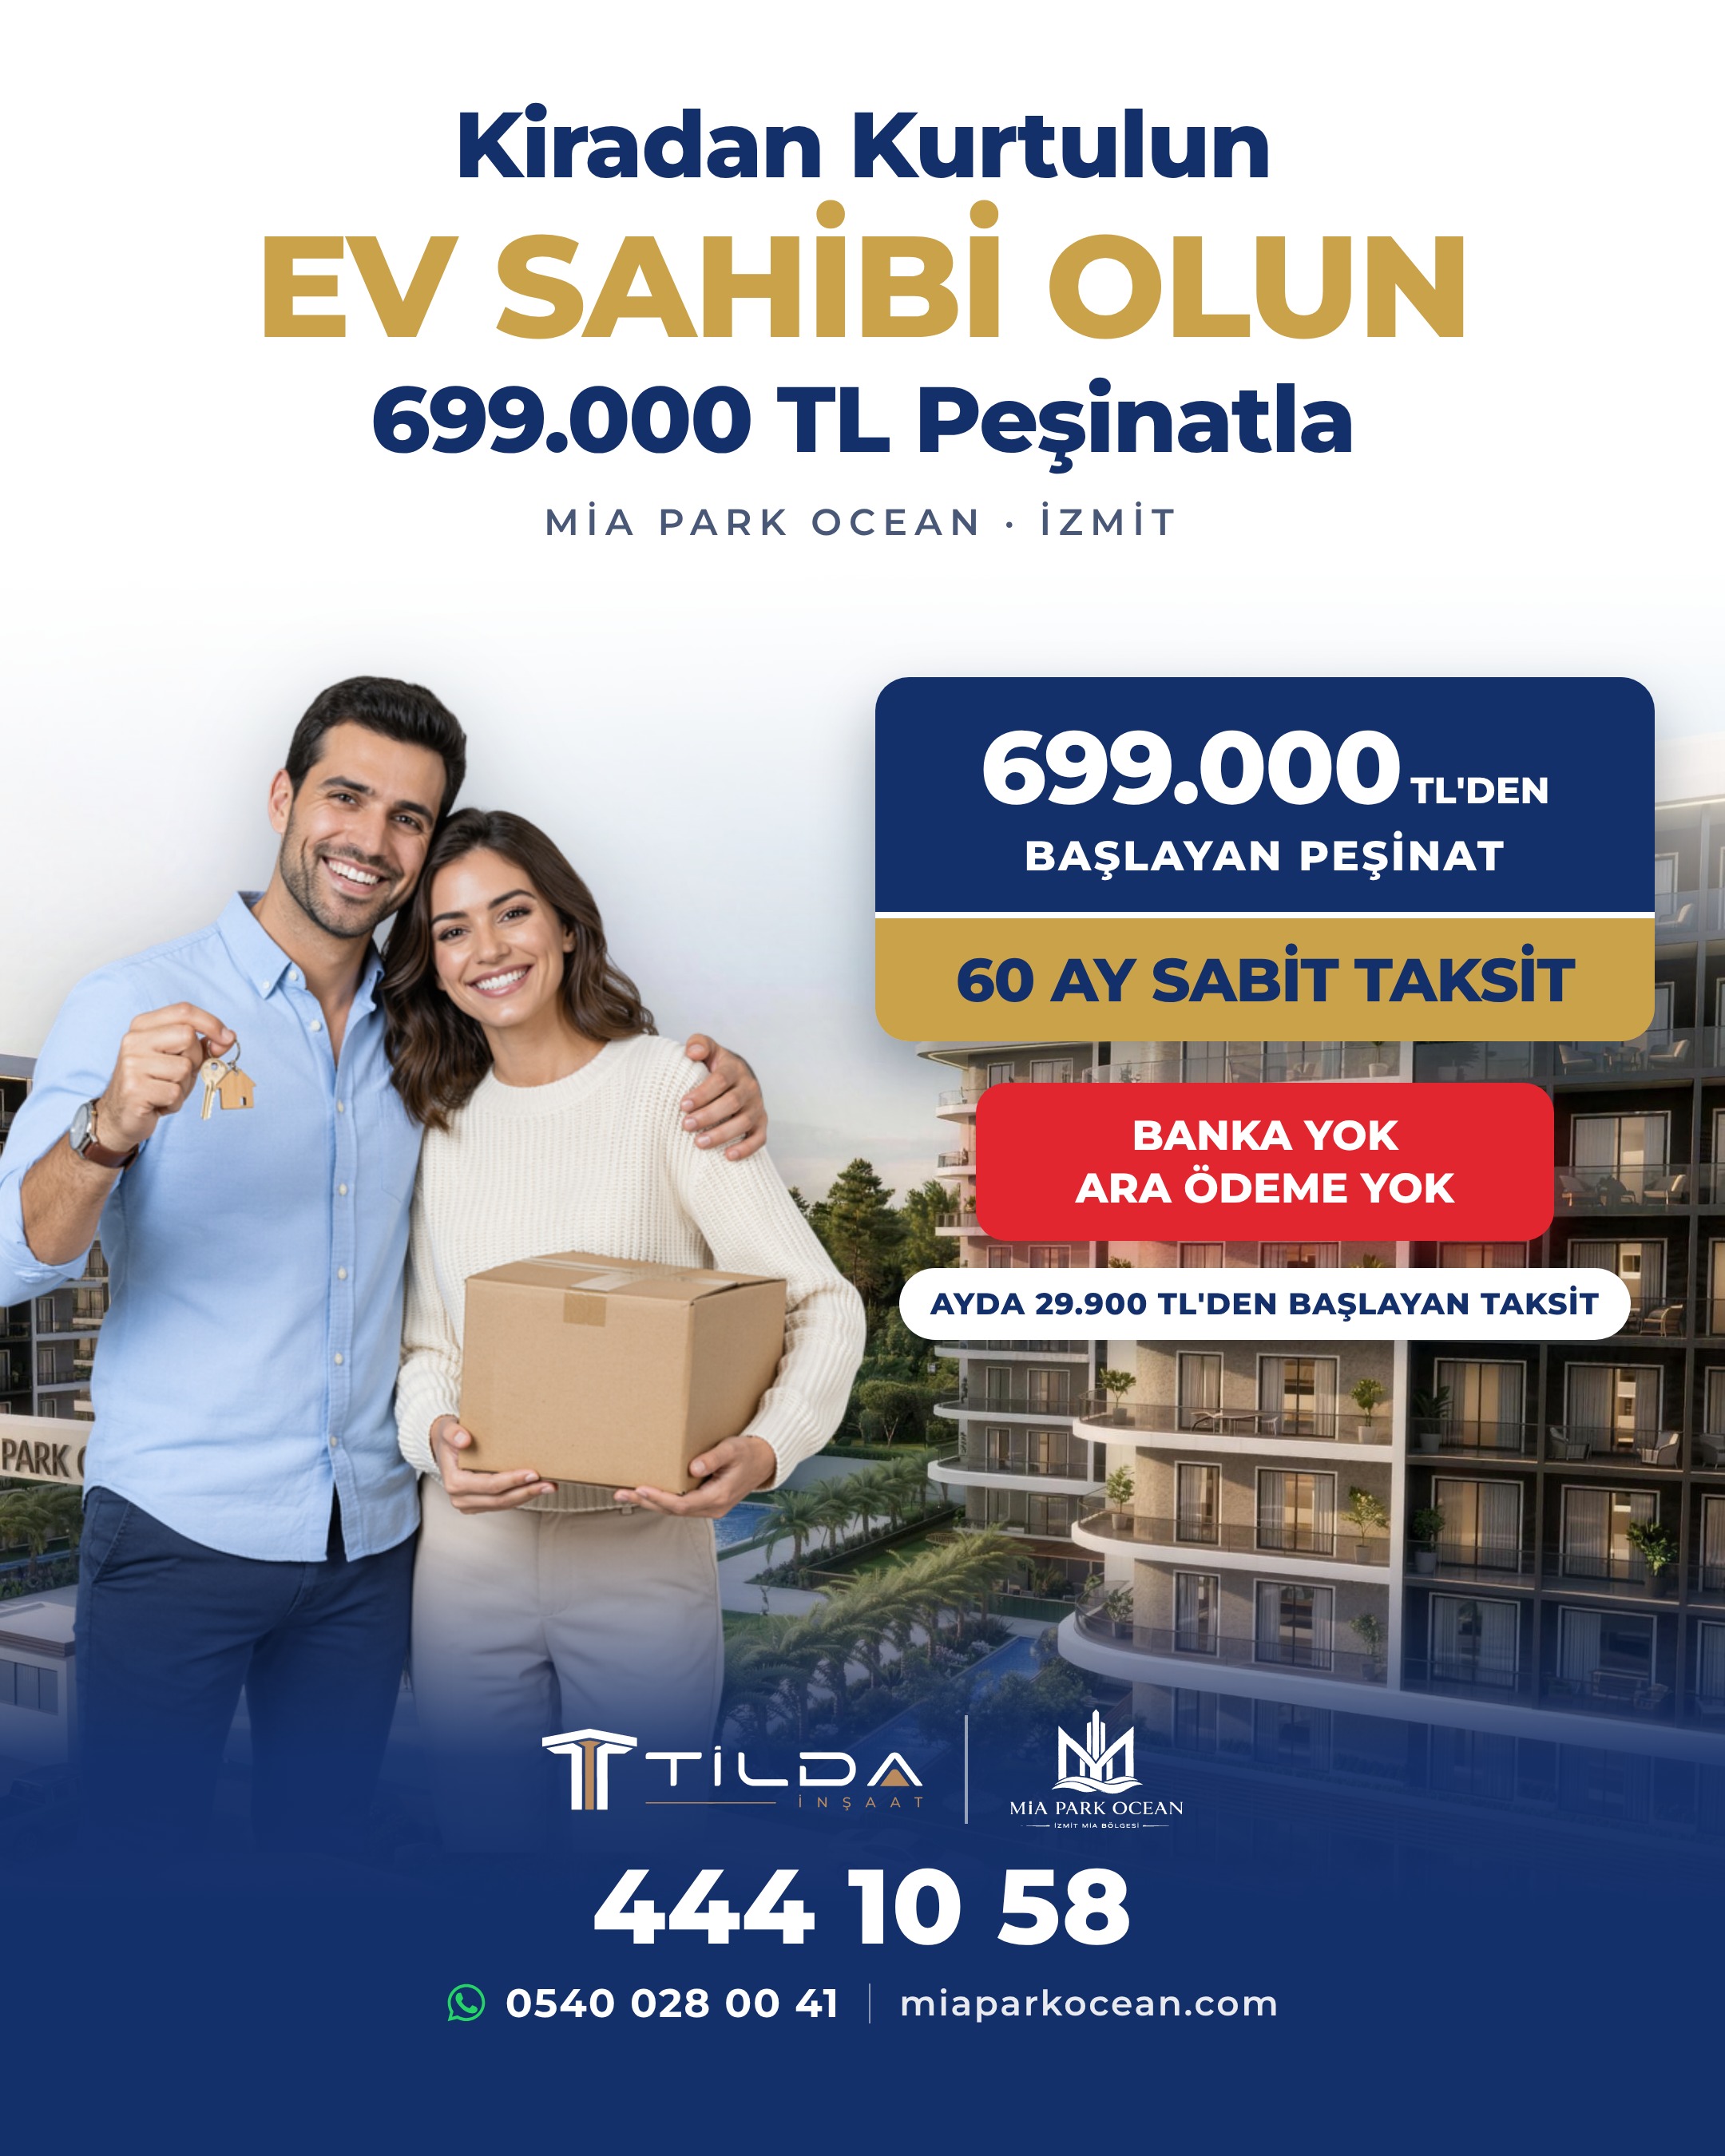 Kiradan Kurtulun
EV SAHİBİ OLUN
699.000 TL Peşinatla
MİA PARK OCEAN · İZMİT
699.000 TL'DEN
BAŞLAYAN PEŞİNAT
60 AY SABİT TAKSİT
BANKA YOK
ARA ÖDEME YOK
AYDA 29.900 TL'DEN BAŞLAYAN TAKSİT
PARK
TİLDA
İNŞAAT
MİA PARK OCEAN
İZMİT MİA BÖLGESİ
444 10 58
0540 028 00 41
miaparkocean.com